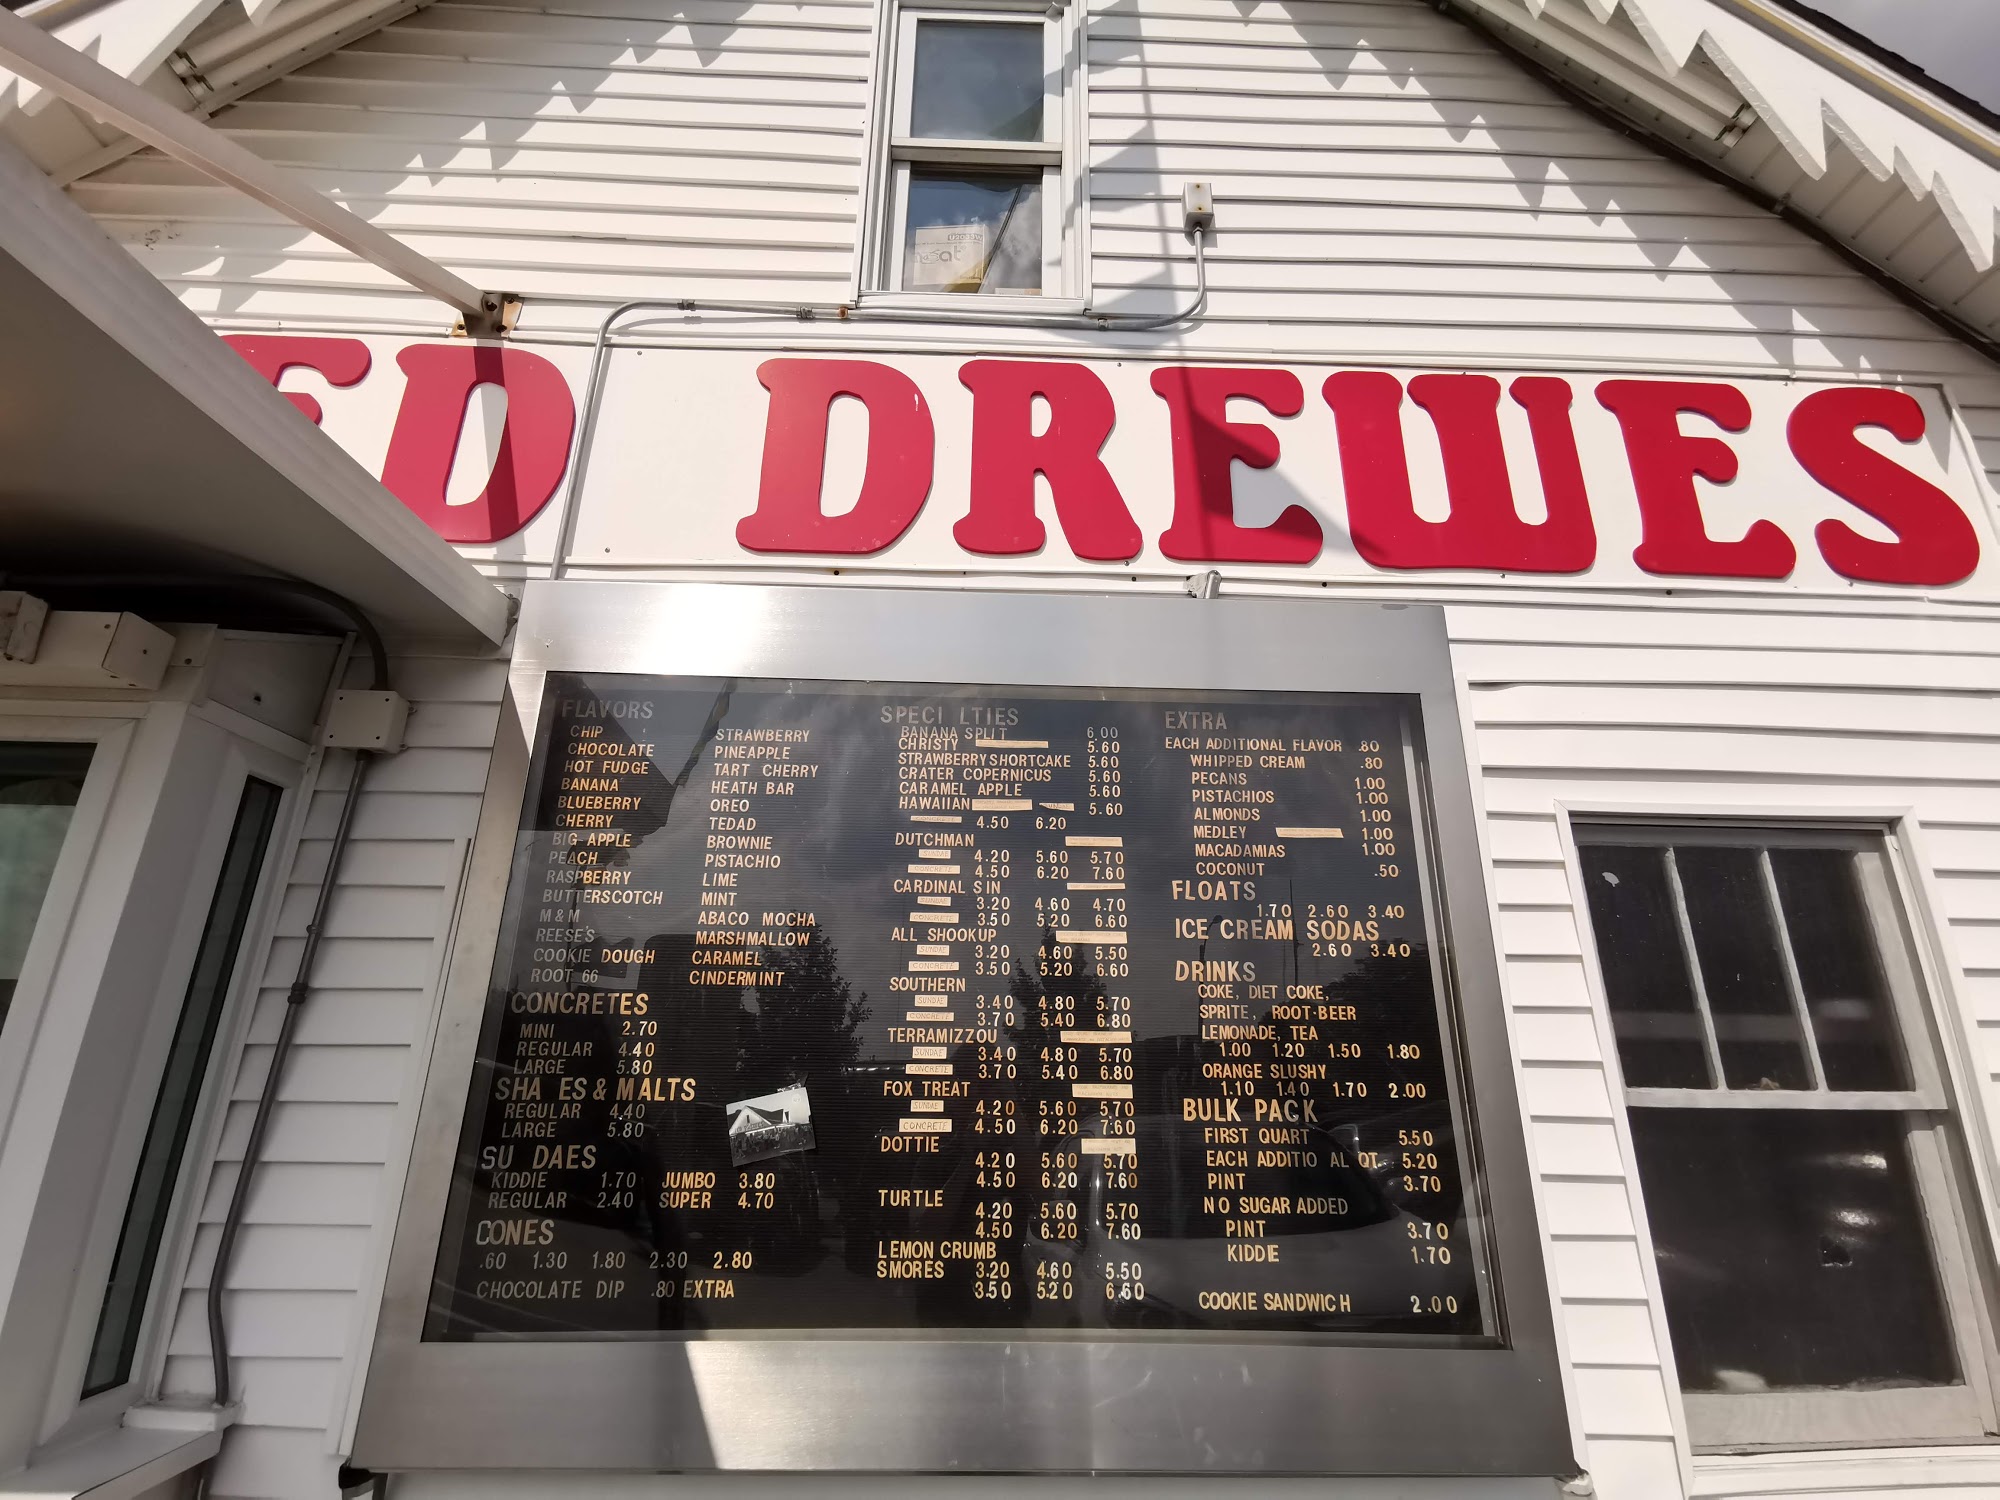 ED DREWES
FLAVORS
CHIP
CHOCOLATE
HOT FUDGE
BANANA
BLUEBERRY
CHERRY
BIG APPLE
PEACH
RASPBERRY
BUTTERSCOTCH
M & M
REESE'S
COOKIE DOUGH
ROOT 66
STRAWBERRY
PINEAPPLE
TART CHERRY
HEATH BAR
OREO
TEDAD
BROWNIE
PISTACHIO
LIME
MINT
ABACO MOCHA
MARSHMALLOW
CARAMEL
CINDERMINT
CONCRETES
MINI 2.70
REGULAR 4.40
LARGE 5.80
SHA ES & MALTS
REGULAR 4.40
LARGE 5.80
SU DAES
KIDDIE 1.70 JUMBO 3.80
REGULAR 2.40 SUPER 4.70
CONES
.60 1.30 1.80 2.30 2.80
CHOCOLATE DIP .80 EXTRA
SPECI LTIES
BANANA SPLIT 6.00
CHRISTY 5.60
STRAWBERRY SHORTCAKE 5.60
CRATER COPERNICUS 5.60
CARAMEL APPLE 5.60
HAWAIIAN 5.60
CONCRETE 4.50 6.20
DUTCHMAN
SUNDAE 4.20 5.60 5.70
CONCRETE 4.50 6.20 7.60
CARDINAL SIN
SUNDAE 3.20 4.60 4.70
CONCRETE 3.50 5.20 6.60
ALL SHOOKUP
SUNDAE 3.20 4.60 5.50
CONCRETE 3.50 5.20 6.60
SOUTHERN
SUNDAE 3.40 4.80 5.70
CONCRETE 3.70 5.40 6.80
TERRAMIZZOU
SUNDAE 3.40 4.80 5.70
CONCRETE 3.70 5.40 6.80
FOX TREAT
SUNDAE 4.20 5.60 5.70
CONCRETE 4.50 6.20 7.60
DOTTIE
4.20 5.60 5.70
4.50 6.20 7.60
TURTLE
4.20 5.60 5.70
4.50 6.20 7.60
LEMON CRUMB
SMORES 3.20 4.60 5.50
3.50 5.20 6.60
EXTRA
EACH ADDITIONAL FLAVOR .80
WHIPPED CREAM .80
PECANS 1.00
PISTACHIOS 1.00
ALMONDS 1.00
MEDLEY 1.00
MACADAMIAS 1.00
COCONUT .50
FLOATS
1.70 2.60 3.40
ICE CREAM SODAS
2.60 3.40
DRINKS
COKE, DIET COKE,
SPRITE, ROOT·BEER
LEMONADE, TEA
1.00 1.20 1.50 1.80
ORANGE SLUSHY
1.10 1.40 1.70 2.00
BULK PACK
FIRST QUART 5.50
EACH ADDITIO AL QT. 5.20
PINT 3.70
NO SUGAR ADDED
PINT 3.70
KIDDIE 1.70
COOKIE SANDWICH 2.00